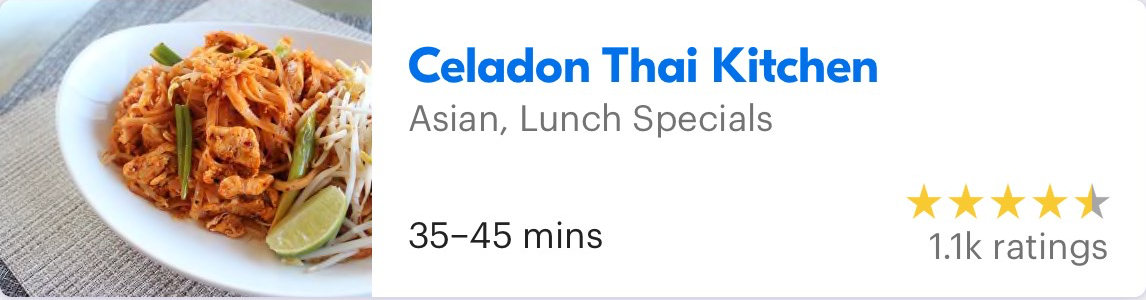 Celadon Thai Kitchen
Asian, Lunch Specials
35–45 mins
1.1k ratings